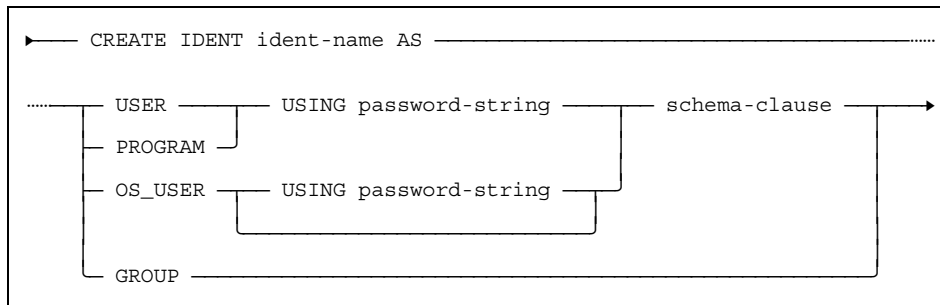 CREATE IDENT ident-name AS
USER USING password-string schema-clause
PROGRAM
OS_USER USING password-string
GROUP